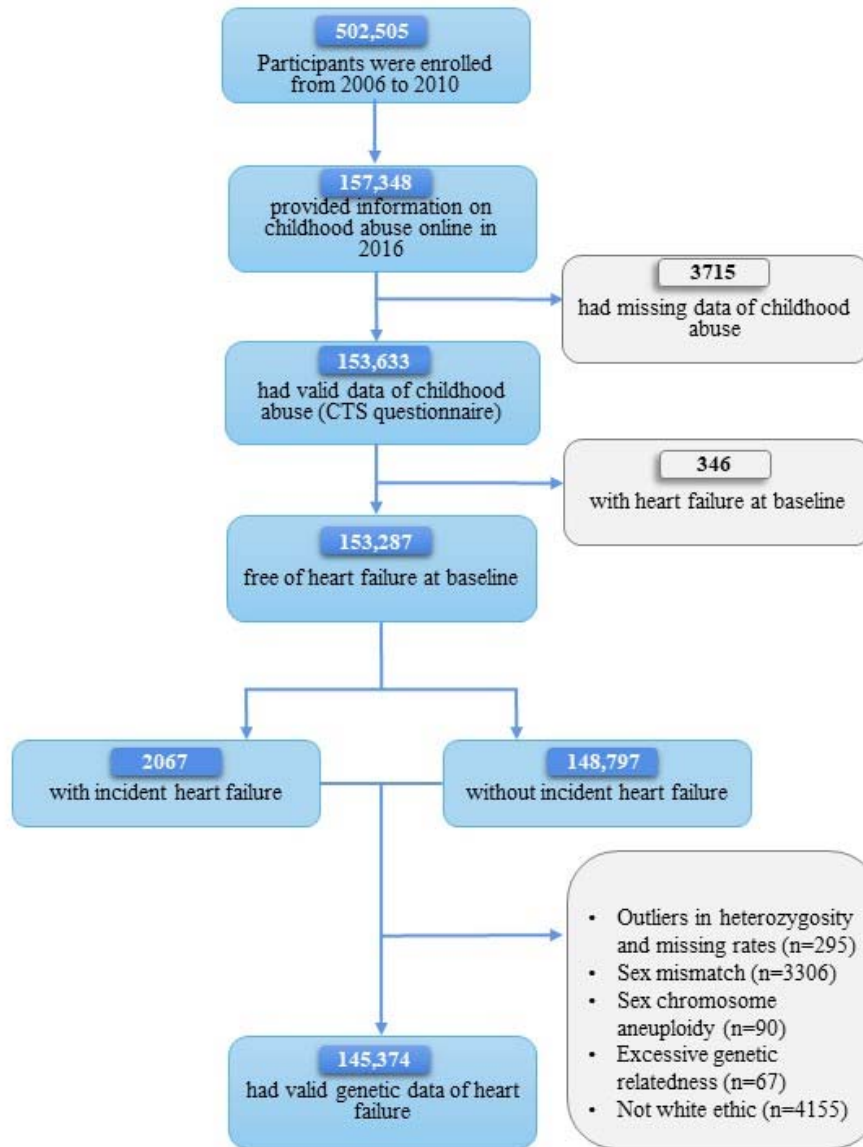 502,505
Participants were enrolled
from 2006 to 2010
157,348
provided information on
childhood abuse online in
2016
3715
had missing data of childhood
abuse
153,633
had valid data of childhood
abuse (CTS questionnaire)
346
with heart failure at baseline
153,287
free of heart failure at baseline
2067
with incident heart failure
148,797
without incident heart failure
• Outliers in heterozygosity
and missing rates (n=295)
• Sex mismatch (n=3306)
• Sex chromosome
aneuploidy (n=90)
• Excessive genetic
relatedness (n=67)
• Not white ethic (n=4155)
145,374
had valid genetic data of heart
failure